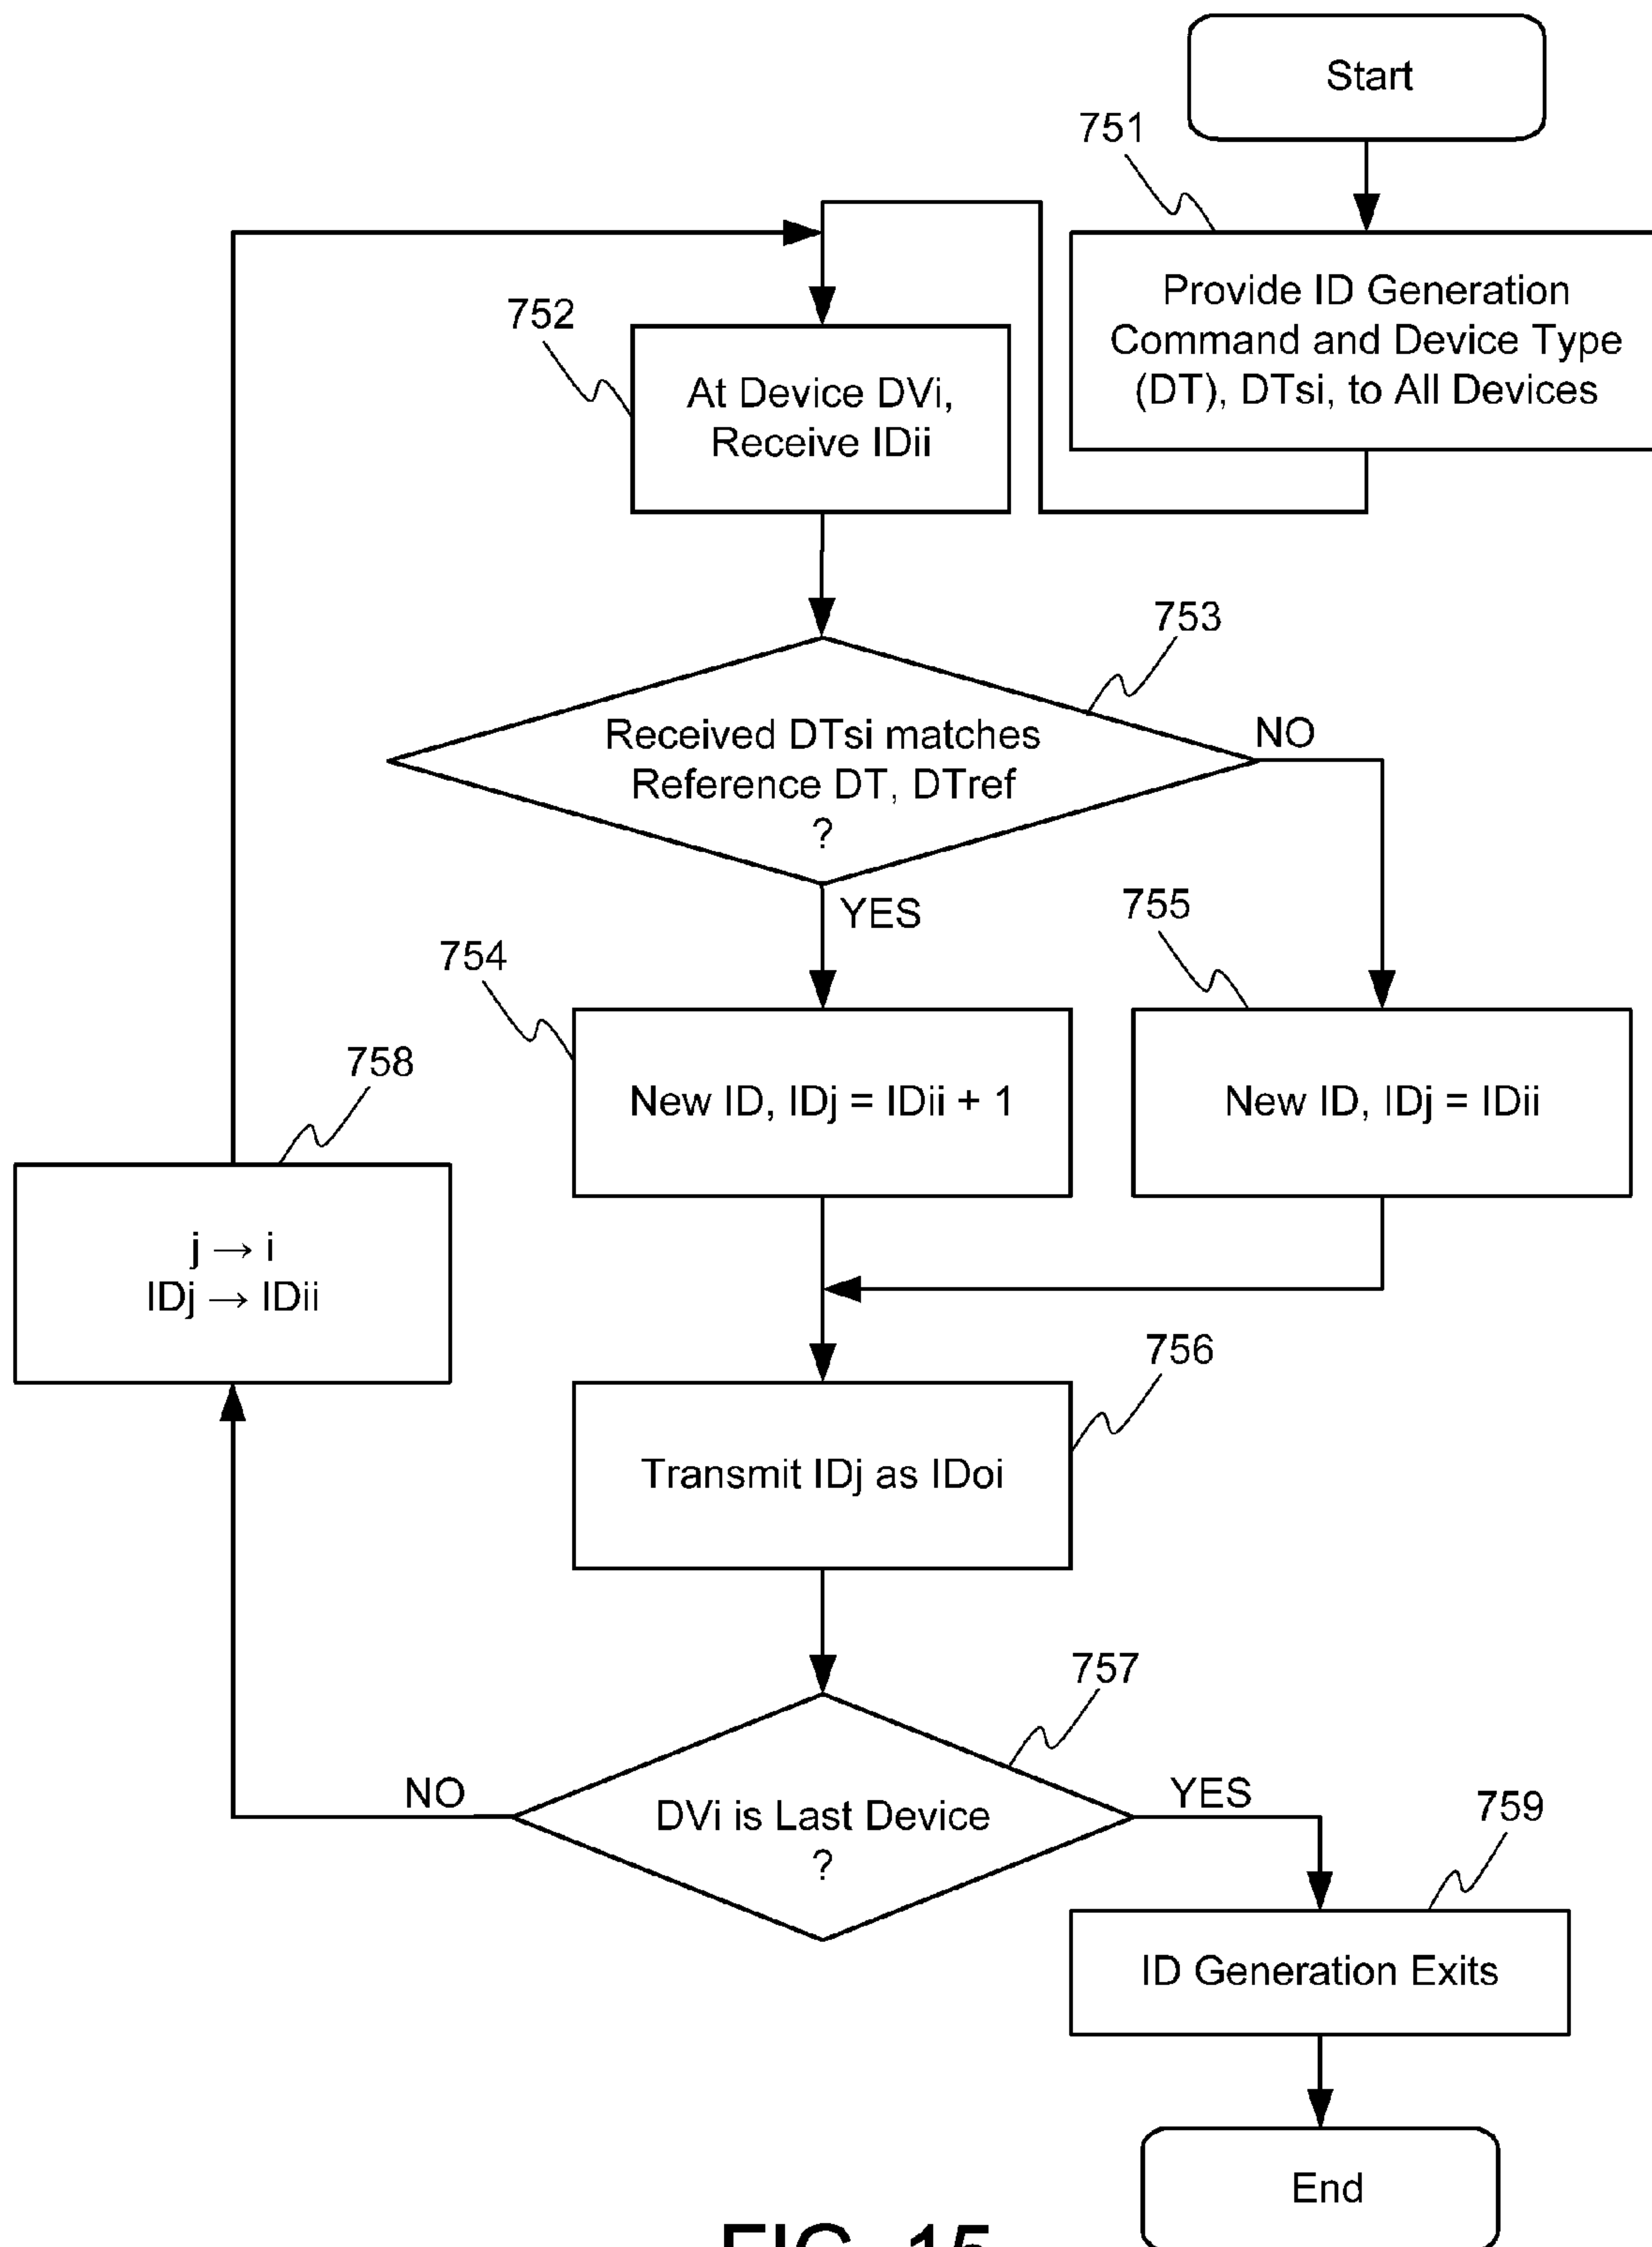 Start
751
Provide ID Generation
Command and Device Type
(DT), DTsi, to All Devices
752
At Device DVi,
Receive IDii
753
Received DTsi matches
Reference DT, DTref
?
NO
YES
754
New ID, IDj = IDii + 1
755
New ID, IDj = IDii
758
j → i
IDj → IDii
756
Transmit IDj as IDoi
757
DVi is Last Device
?
NO
YES
759
ID Generation Exits
End
FIG. 15